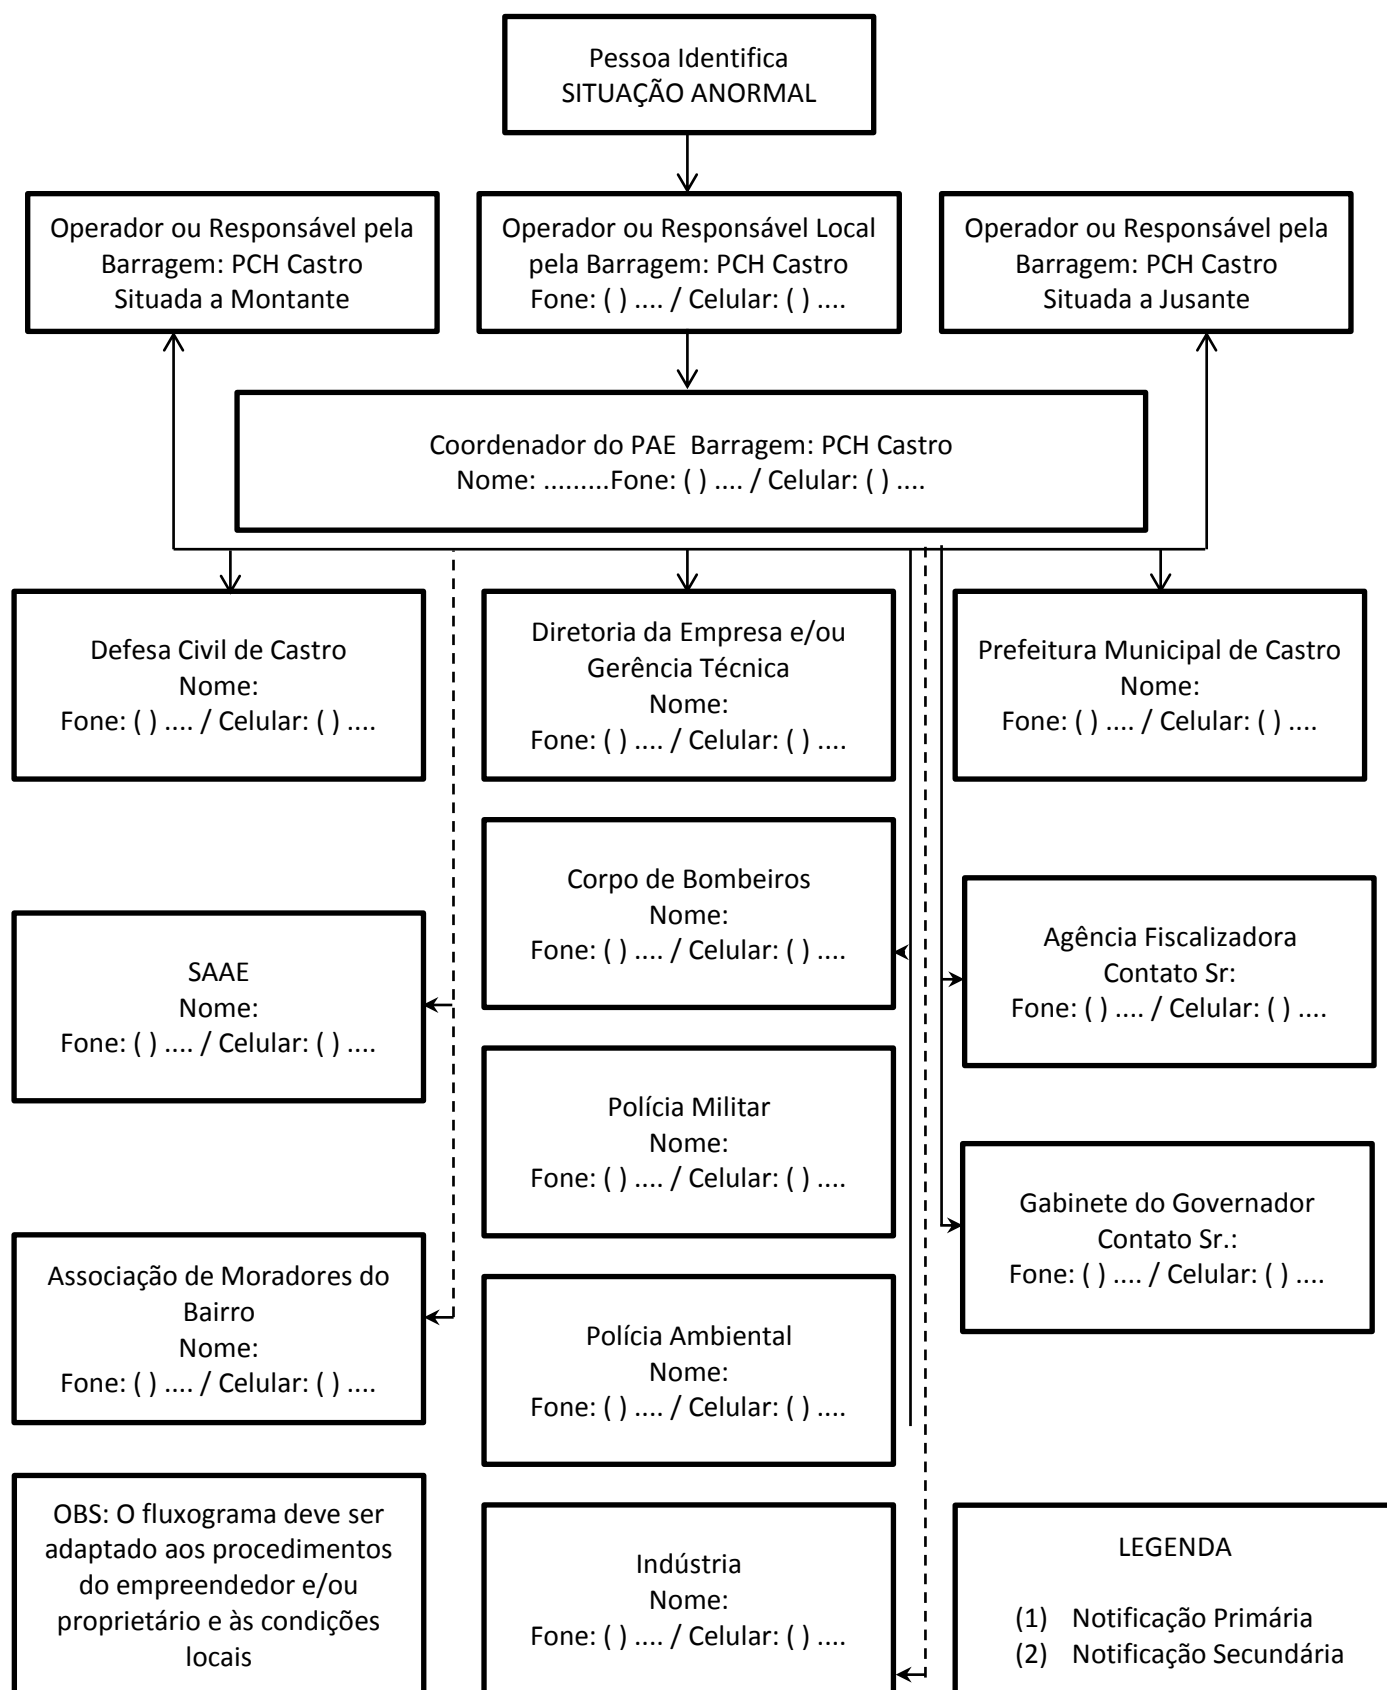 Pessoa Identifica
SITUAÇÃO ANORMAL
Operador ou Responsável pela
Barragem: PCH Castro
Situada a Montante
Operador ou Responsável Local
pela Barragem: PCH Castro
Fone: ( ) .... / Celular: ( ) ....
Operador ou Responsável pela
Barragem: PCH Castro
Situada a Jusante
Coordenador do PAE  Barragem: PCH Castro
Nome: .........Fone: ( ) .... / Celular: ( ) ....
Defesa Civil de Castro
Nome:
Fone: ( ) .... / Celular: ( ) ....
Diretoria da Empresa e/ou
Gerência Técnica
Nome:
Fone: ( ) .... / Celular: ( ) ....
Prefeitura Municipal de Castro
Nome:
Fone: ( ) .... / Celular: ( ) ....
Corpo de Bombeiros
Nome:
Fone: ( ) .... / Celular: ( ) ....
SAAE
Nome:
Fone: ( ) .... / Celular: ( ) ....
Agência Fiscalizadora
Contato Sr:
Fone: ( ) .... / Celular: ( ) ....
Polícia Militar
Nome:
Fone: ( ) .... / Celular: ( ) ....
Gabinete do Governador
Contato Sr.:
Fone: ( ) .... / Celular: ( ) ....
Associação de Moradores do
Bairro
Nome:
Fone: ( ) .... / Celular: ( ) ....
Polícia Ambiental
Nome:
Fone: ( ) .... / Celular: ( ) ....
OBS: O fluxograma deve ser
adaptado aos procedimentos
do empreendedor e/ou
proprietário e às condições
locais
Indústria
Nome:
Fone: ( ) .... / Celular: ( ) ....
LEGENDA
(1) Notificação Primária
(2) Notificação Secundária